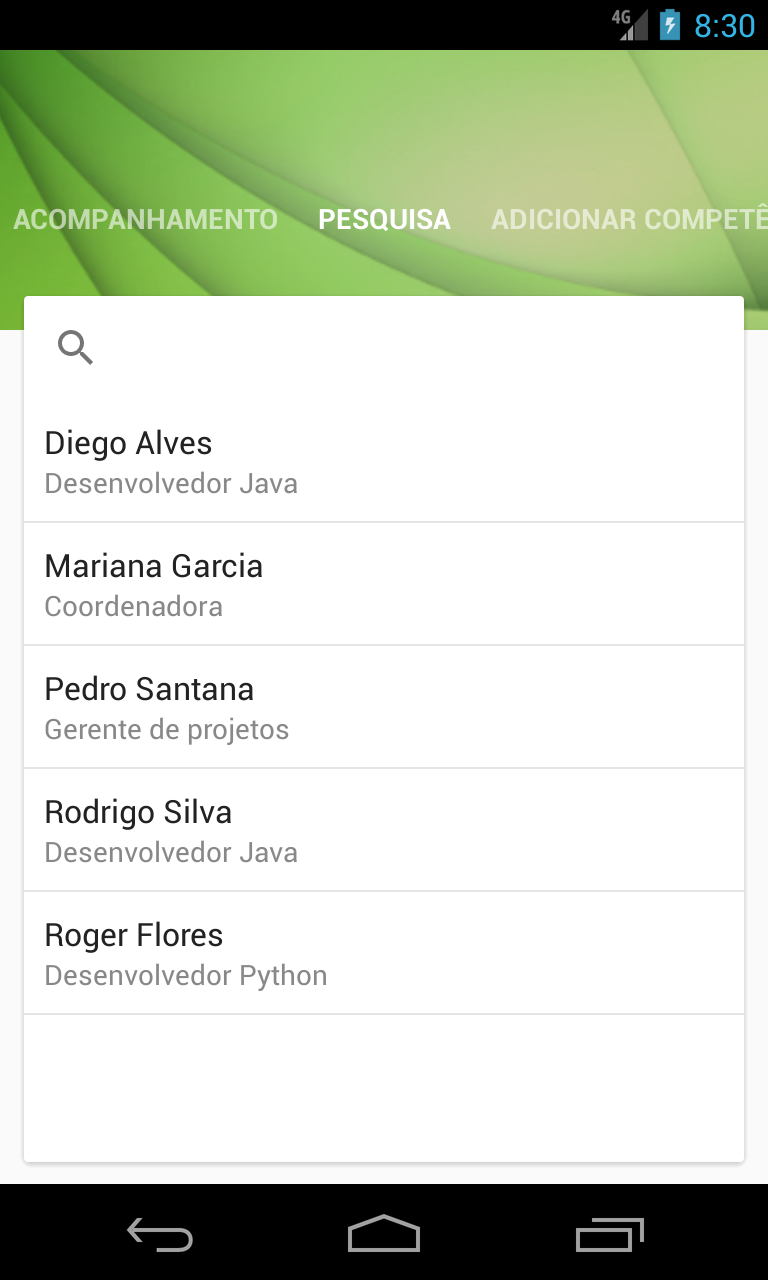 4G 8:30
ACOMPANHAMENTO PESQUISA ADICIONAR COMPETÊ
Diego Alves
Desenvolvedor Java
Mariana Garcia
Coordenadora
Pedro Santana
Gerente de projetos
Rodrigo Silva
Desenvolvedor Java
Roger Flores
Desenvolvedor Python